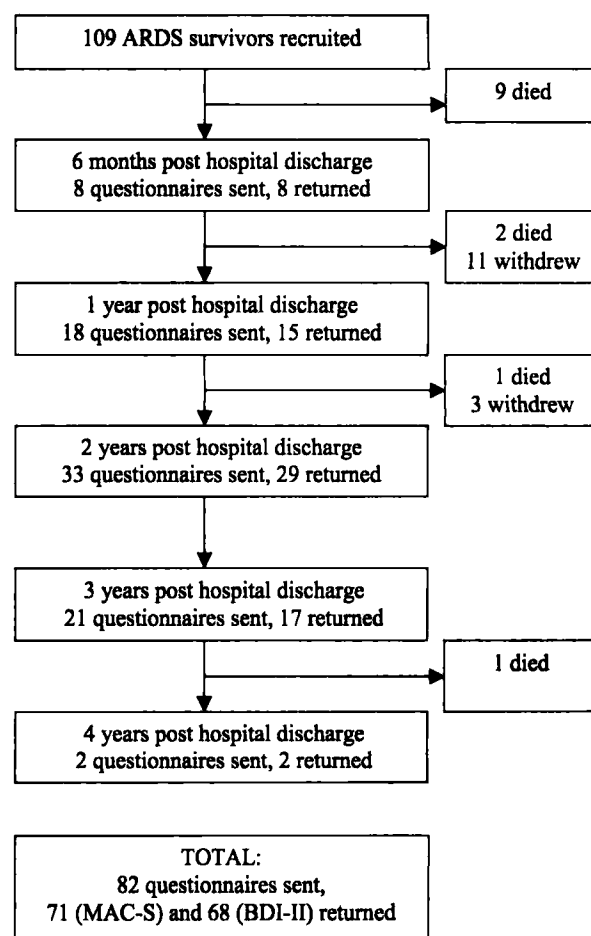 109 ARDS survivors recruited
9 died
6 months post hospital discharge
8 questionnaires sent, 8 returned
2 died
11 withdrew
1 year post hospital discharge
18 questionnaires sent, 15 returned
1 died
3 withdrew
2 years post hospital discharge
33 questionnaires sent, 29 returned
3 years post hospital discharge
21 questionnaires sent, 17 returned
1 died
4 years post hospital discharge
2 questionnaires sent, 2 returned
TOTAL:
82 questionnaires sent,
71 (MAC-S) and 68 (BDI-II) returned